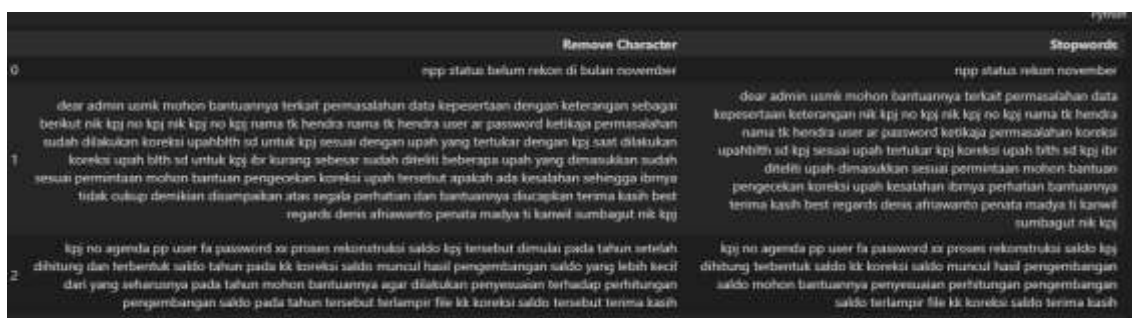 Python
Remove Character
Stopwords
0
npp status belum rekon di bulan november
npp status rekon november
1
dear admin usmk mohon bantuannya terkait permasalahan data kepesertaan dengan keterangan sebagai
berikut nik kpj no kpj nik kpj no kpj nama tk hendra nama tk hendra user ar password ketikaja permasalahan
sudah dilakukan koreksi upahblth sd untuk kpj sesuai dengan upah yang tertukar dengan kpj saat dilakukan
koreksi upah blth sd untuk kpj ibr kurang sebesar sudah diteliti beberapa upah yang dimasukkan sudah
sesuai permintaan mohon bantuan pengecekan koreksi upah tersebut apakah ada kesalahan sehingga ibrnya
tidak cukup demikian disampaikan atas segala perhatian dan bantuannya diucapkan terima kasih best
regards denis afriawanto penata madya ti kanwil sumbagut nik kpj
dear admin usmk mohon bantuannya terkait permasalahan data
kepesertaan keterangan nik kpj no kpj nik kpj no kpj nama tk hendra
nama tk hendra user ar password ketikaja permasalahan koreksi
upahblth sd kpj sesuai upah tertukar kpj koreksi upah blth sd kpj ibr
diteliti upah dimasukkan sesuai permintaan mohon bantuan
pengecekan koreksi upah kesalahan ibrnya perhatian bantuannya
terima kasih best regards denis afriawanto penata madya ti kanwil
sumbagut nik kpj
2
kpj no agenda pp user fa password xx proses rekonstruksi saldo kpj tersebut dimulai pada tahun setelah
dihitung dan terbentuk saldo tahun pada kk koreksi saldo muncul hasil pengembangan saldo yang lebih kecil
dari yang seharusnya pada tahun mohon bantuannya agar dilakukan penyesuaian terhadap perhitungan
pengembangan saldo pada tahun tersebut terlampir file kk koreksi saldo tersebut terima kasih
kpj no agenda pp user fa password xx proses rekonstruksi saldo kpj
dihitung terbentuk saldo kk koreksi saldo muncul hasil pengembangan
saldo mohon bantuannya penyesuaian perhitungan pengembangan
saldo terlampir file kk koreksi saldo terima kasih